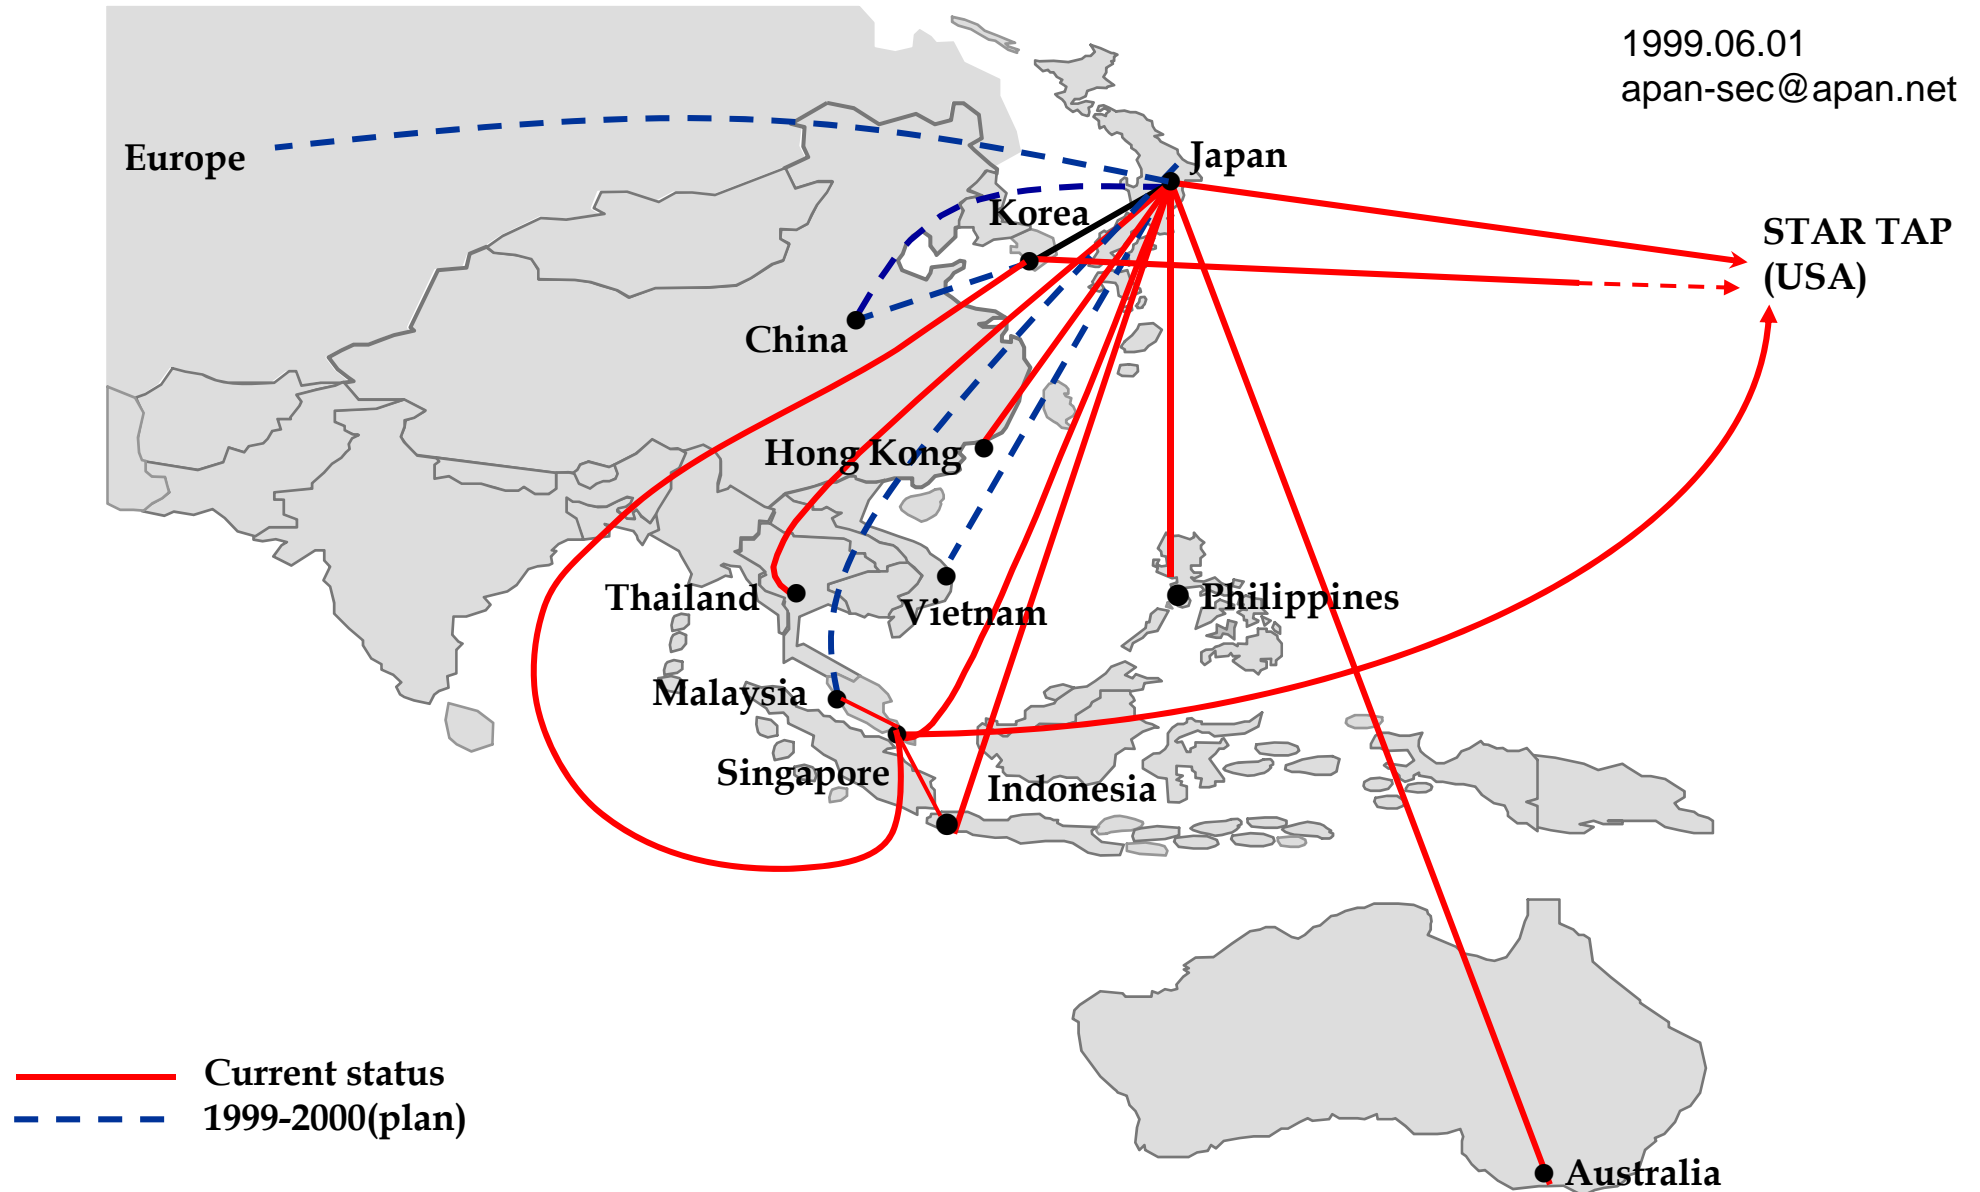 1999.06.01
apan-sec@apan.net
Europe
Japan
Korea
STAR TAP
(USA)
China
Hong Kong
Thailand
Vietnam
Philippines
Malaysia
Singapore
Indonesia
Current status
1999-2000(plan)
Australia